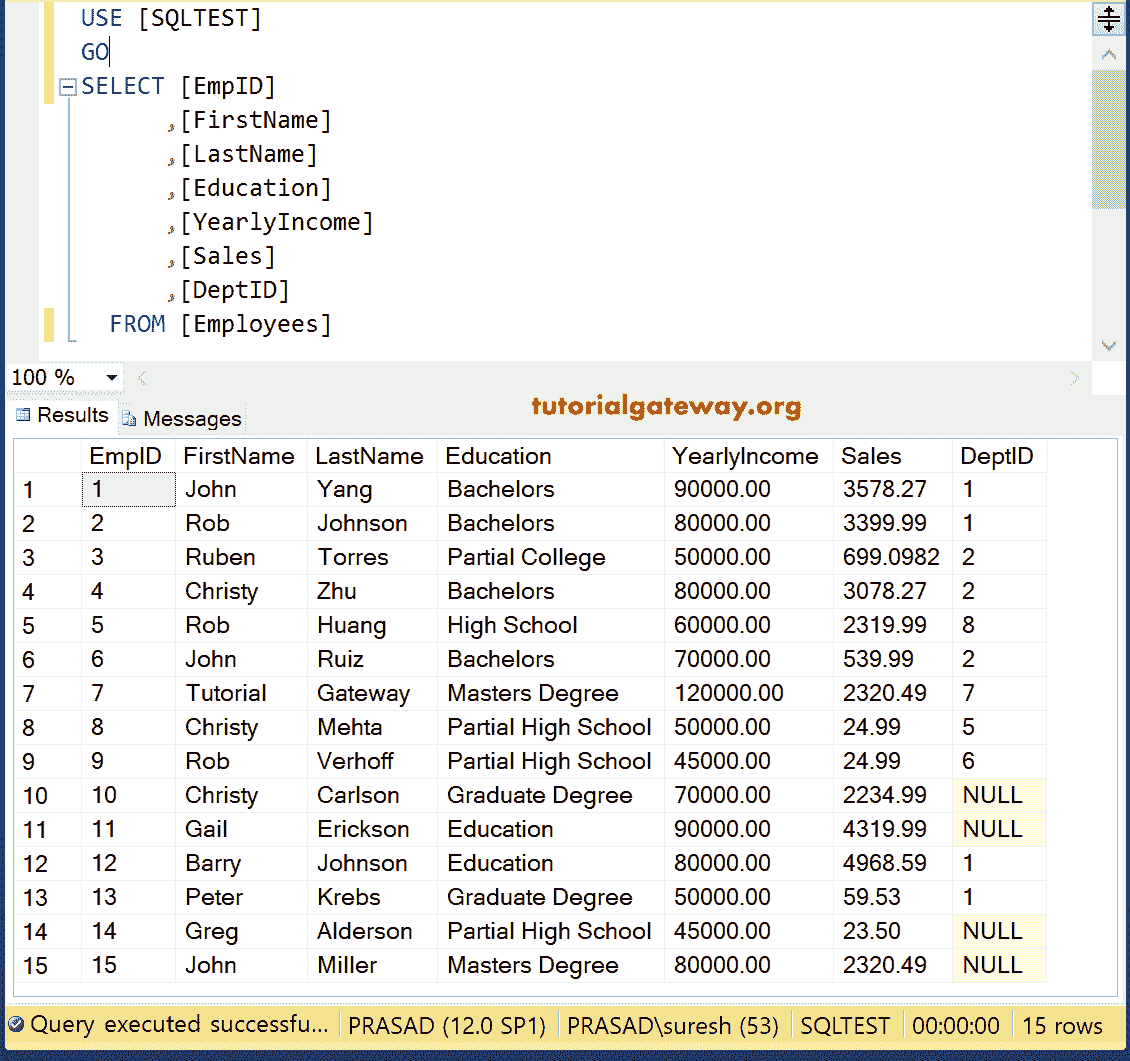 USE [SQLTEST]
GO
SELECT [EmpID]
,[FirstName]
,[LastName]
,[Education]
,[YearlyIncome]
,[Sales]
,[DeptID]
FROM [Employees]
100 %
tutorialgateway.org
Results Messages
EmpID FirstName LastName Education YearlyIncome Sales DeptID
1 1 John Yang Bachelors 90000.00 3578.27 1
2 2 Rob Johnson Bachelors 80000.00 3399.99 1
3 3 Ruben Torres Partial College 50000.00 699.0982 2
4 4 Christy Zhu Bachelors 80000.00 3078.27 2
5 5 Rob Huang High School 60000.00 2319.99 8
6 6 John Ruiz Bachelors 70000.00 539.99 2
7 7 Tutorial Gateway Masters Degree 120000.00 2320.49 7
8 8 Christy Mehta Partial High School 50000.00 24.99 5
9 9 Rob Verhoff Partial High School 45000.00 24.99 6
10 10 Christy Carlson Graduate Degree 70000.00 2234.99 NULL
11 11 Gail Erickson Education 90000.00 4319.99 NULL
12 12 Barry Johnson Education 80000.00 4968.59 1
13 13 Peter Krebs Graduate Degree 50000.00 59.53 1
14 14 Greg Alderson Partial High School 45000.00 23.50 NULL
15 15 John Miller Masters Degree 80000.00 2320.49 NULL
Query executed successfu... PRASAD (12.0 SP1) PRASAD\suresh (53) SQLTEST 00:00:00 15 rows